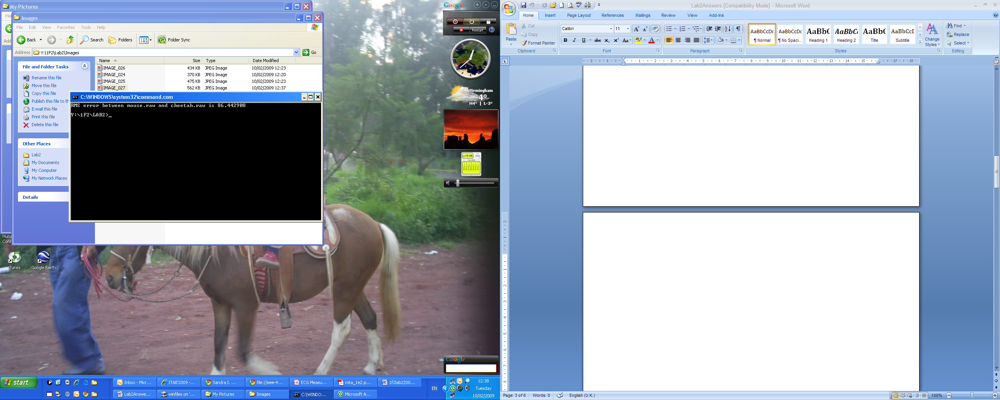 My Pictures
File
Add
Images
File Edit View Favorites Tools Help
Back Search Folders Folder Sync
Address Y:\1F2\Lab2\Images Go
File and Folder Tasks
Rename this file
Move this file
Copy this file
Publish this file to th
E-mail this file
Print this file
Delete this file
Other Places
Lab2
My Documents
My Computer
My Network Places
Details
Name Size Type Date Modified
IMAGE_026 434 KB JPEG Image 10/02/2009 12:23
IMAGE_024 370 KB JPEG Image 10/02/2009 12:20
IMAGE_025 475 KB JPEG Image 10/02/2009 12:23
IMAGE_027 562 KB JPEG Image 10/02/2009 12:37
C:\WINDOWS\system32\command.com
RMS error between mouse.raw and cheetah.raw is 86.442908
Y:\1F2\LAB2>_
Hum
Conn
iTunes
Google Earth
Google
Restart
Birmingham
4°
H4° | L-3°
12:38
Feb 2009
Google
start
Inbox - Micr...
ITAB'2009 -...
Sandra I. ...
file://eee-4...
ECG Measu...
rota_1e2.p...
1f2lab2200...
Lab2Answe...
winfiles on '...
My Pictures
Images
C:\WINDO...
Microsoft A...
EN
12:38
Tuesday
10/02/2009
Lab2Answers [Compatibility Mode] - Microsoft Word
Home Insert Page Layout References Mailings Review View Add-Ins
Paste
Cut
Copy
Format Painter
Clipboard
Calibri 11
Font
Paragraph
AaBbCcDc AaBbCcDc AaBbC AaBbC AaBbC AaBbCcI
¶ Normal ¶ No Spaci... Heading 1 Heading 2 Title Subtitle
Change
Styles
Styles
Find
Replace
Select
Editing
Page: 3 of 6 Words: 0 English (U.K.) 108%